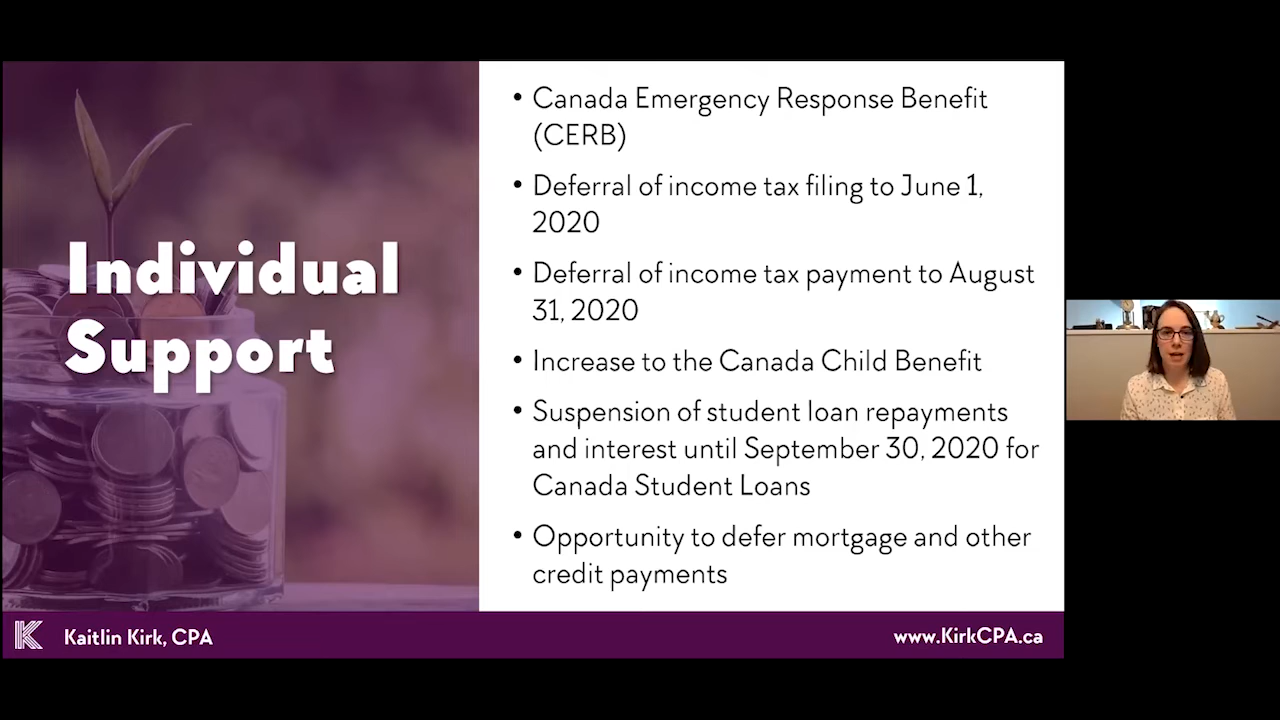 Individual
Support
• Canada Emergency Response Benefit
(CERB)
• Deferral of income tax filing to June 1,
2020
• Deferral of income tax payment to August
31, 2020
• Increase to the Canada Child Benefit
• Suspension of student loan repayments
and interest until September 30, 2020 for
Canada Student Loans
• Opportunity to defer mortgage and other
credit payments
K Kaitlin Kirk, CPA
www.KirkCPA.ca